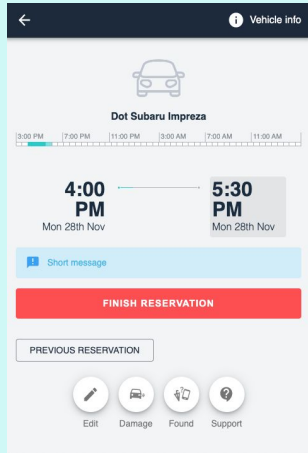 Vehicle info
Dot Subaru Impreza
3:00 PM 7:00 PM 11:00 PM 3:00 AM 7:00 AM 11:00 AM
4:00 PM
Mon 28th Nov
5:30 PM
Mon 28th Nov
Short message
FINISH RESERVATION
PREVIOUS RESERVATION
Edit Damage Found Support